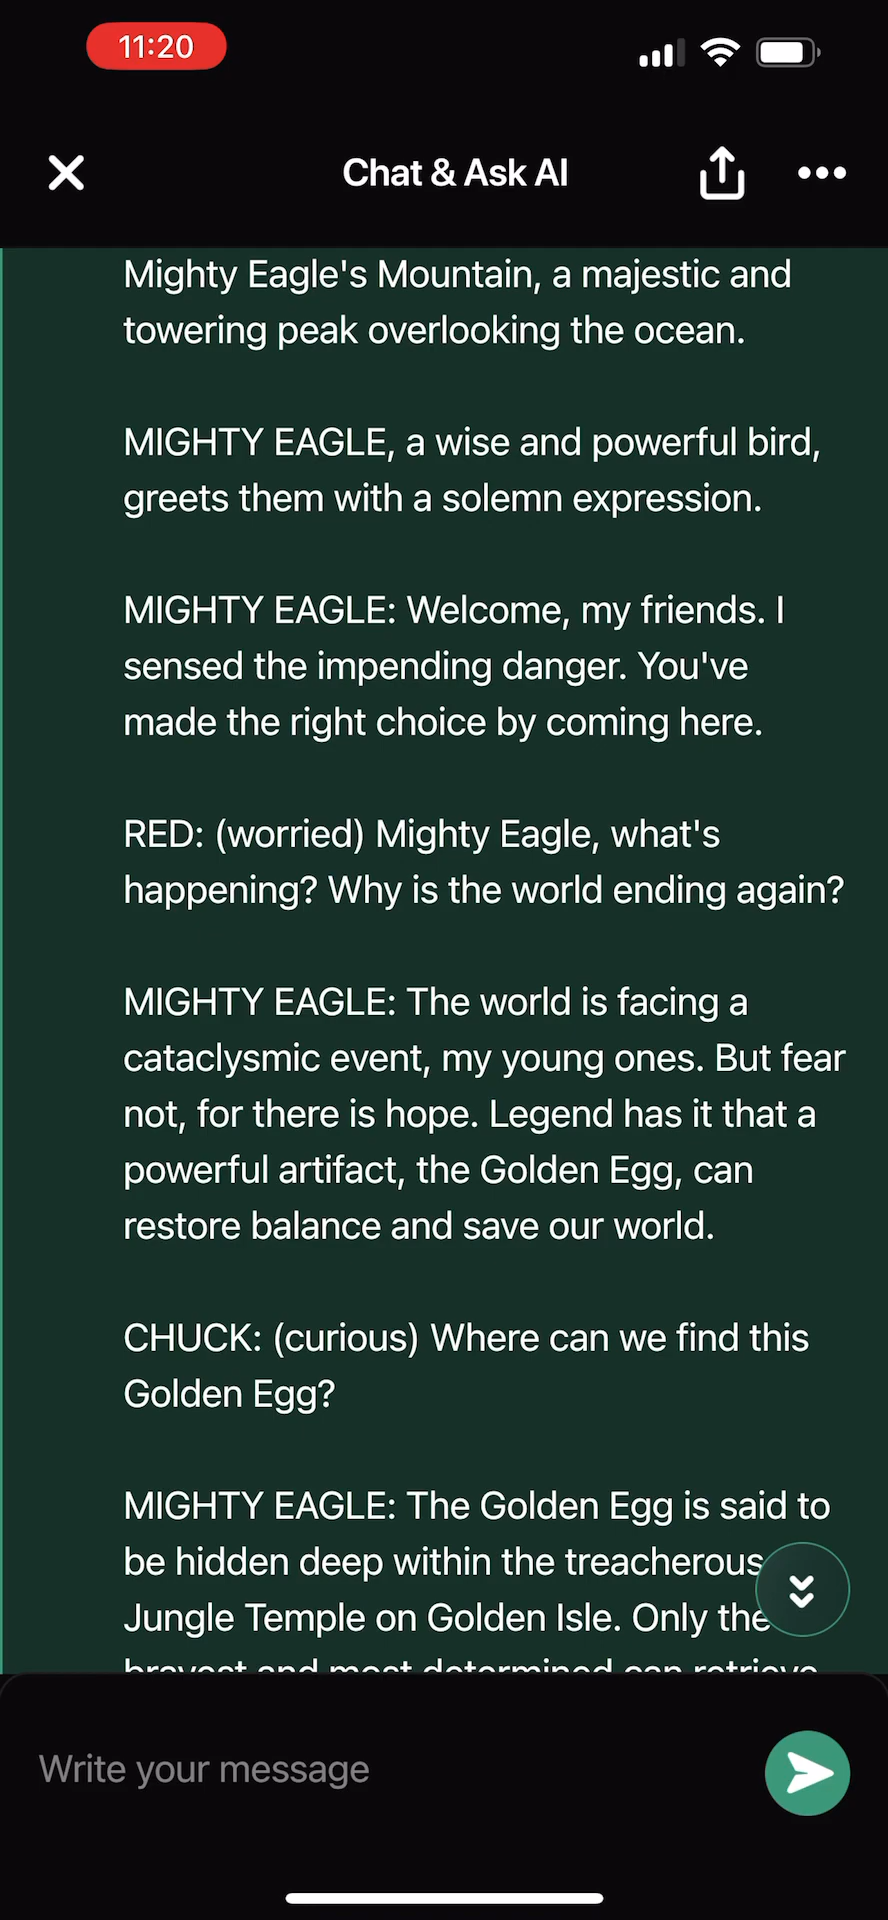 11:20
Chat & Ask AI
Mighty Eagle's Mountain, a majestic and
towering peak overlooking the ocean.
MIGHTY EAGLE, a wise and powerful bird,
greets them with a solemn expression.
MIGHTY EAGLE: Welcome, my friends. I
sensed the impending danger. You've
made the right choice by coming here.
RED: (worried) Mighty Eagle, what's
happening? Why is the world ending again?
MIGHTY EAGLE: The world is facing a
cataclysmic event, my young ones. But fear
not, for there is hope. Legend has it that a
powerful artifact, the Golden Egg, can
restore balance and save our world.
CHUCK: (curious) Where can we find this
Golden Egg?
MIGHTY EAGLE: The Golden Egg is said to
be hidden deep within the treacherous
Jungle Temple on Golden Isle. Only the
bravest and most determined can retrieve
Write your message